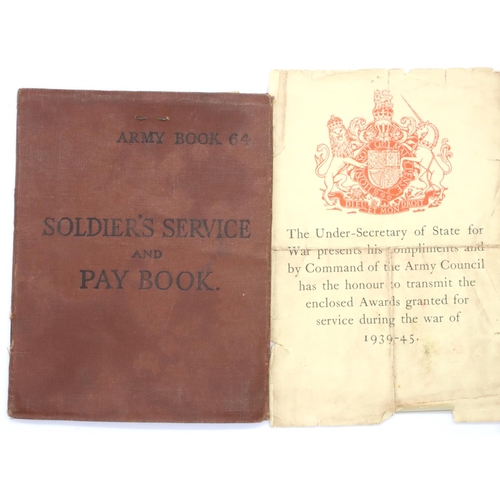 ARMY BOOK 64
SOLDIER'S SERVICE
AND
PAY BOOK.
DIEU ET MON DROIT
The Under-Secretary of State for
War presents his compliments and
by Command of the Army Council
has the honour to transmit the
enclosed Awards granted for
service during the war of
1939-45.